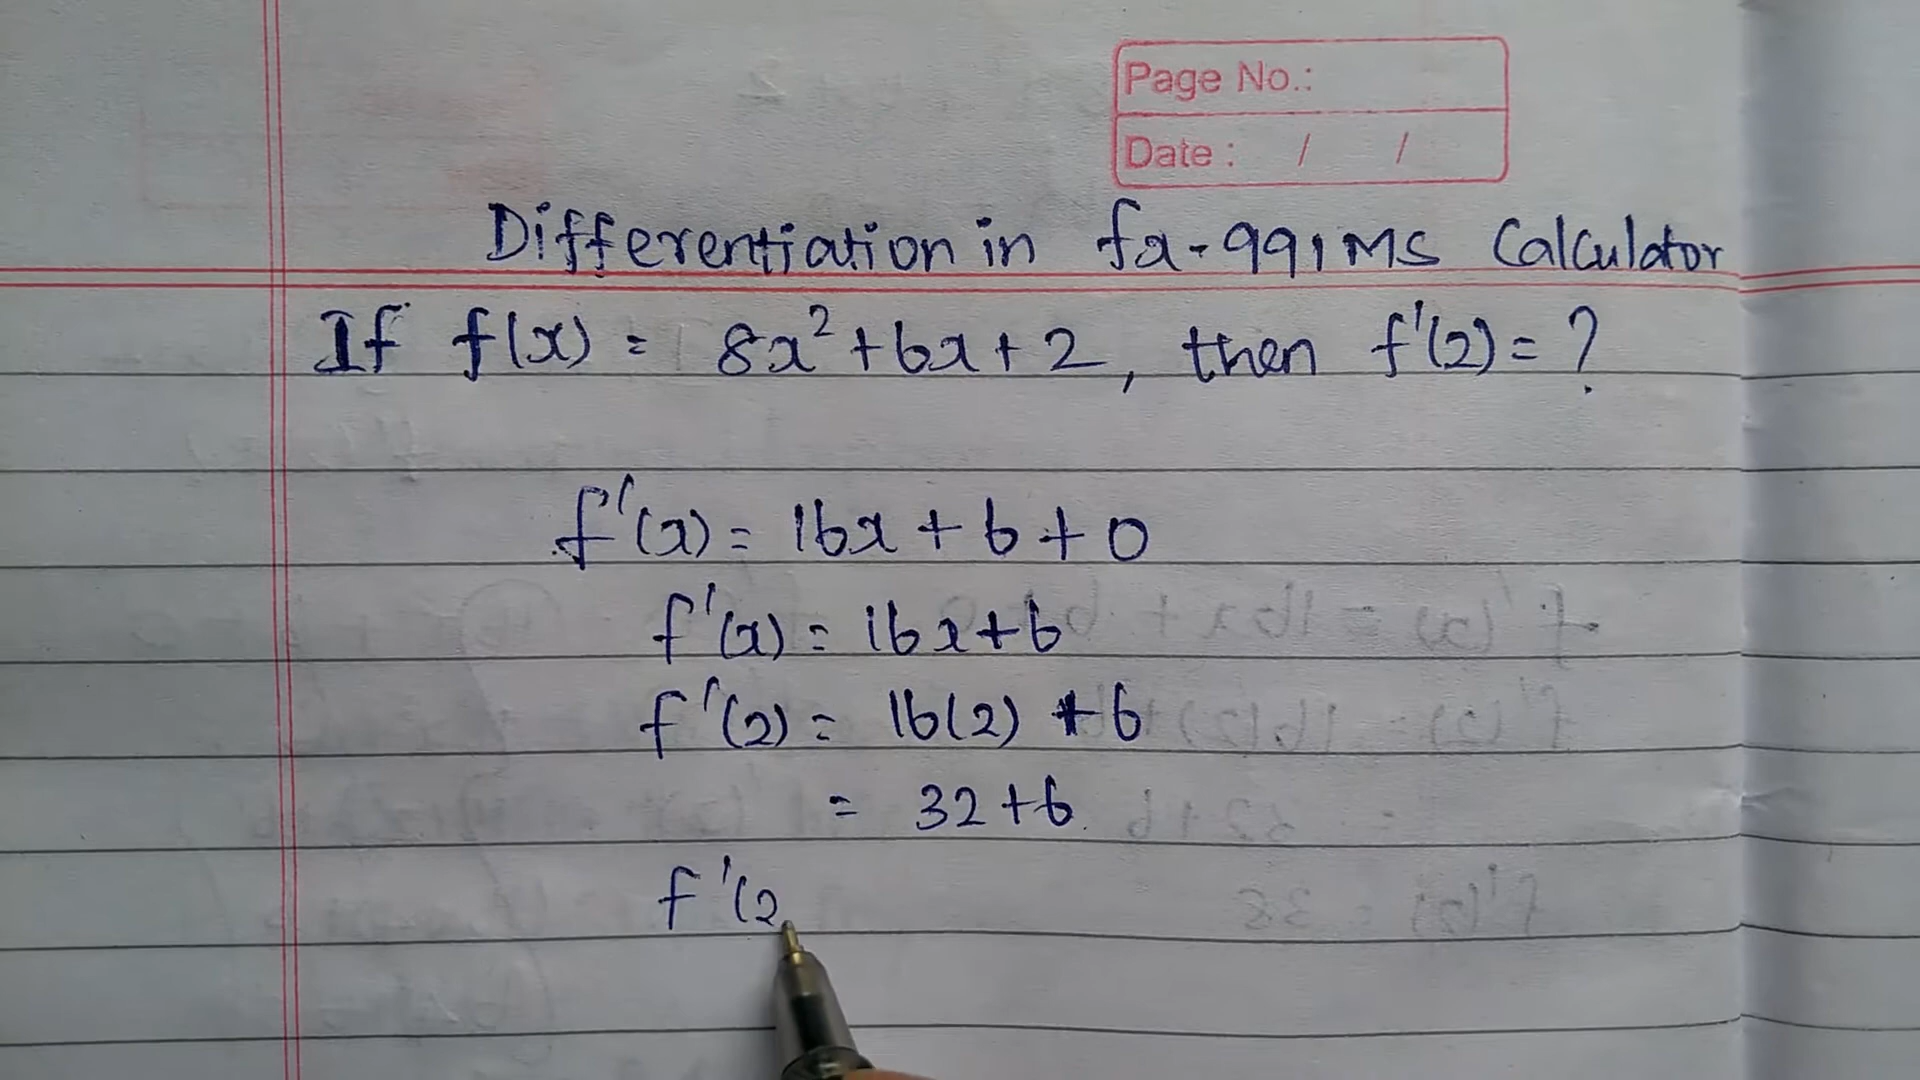 Page No.:
Date : / /
Differentiation in fx-991MS Calculator
If f(x) = 8x² + 6x + 2, then f'(2) = ?
f'(x) = 16x + 6 + 0
f'(x) = 16x + 6
f'(2) = 16(2) + 6
= 32 + 6
f'(2